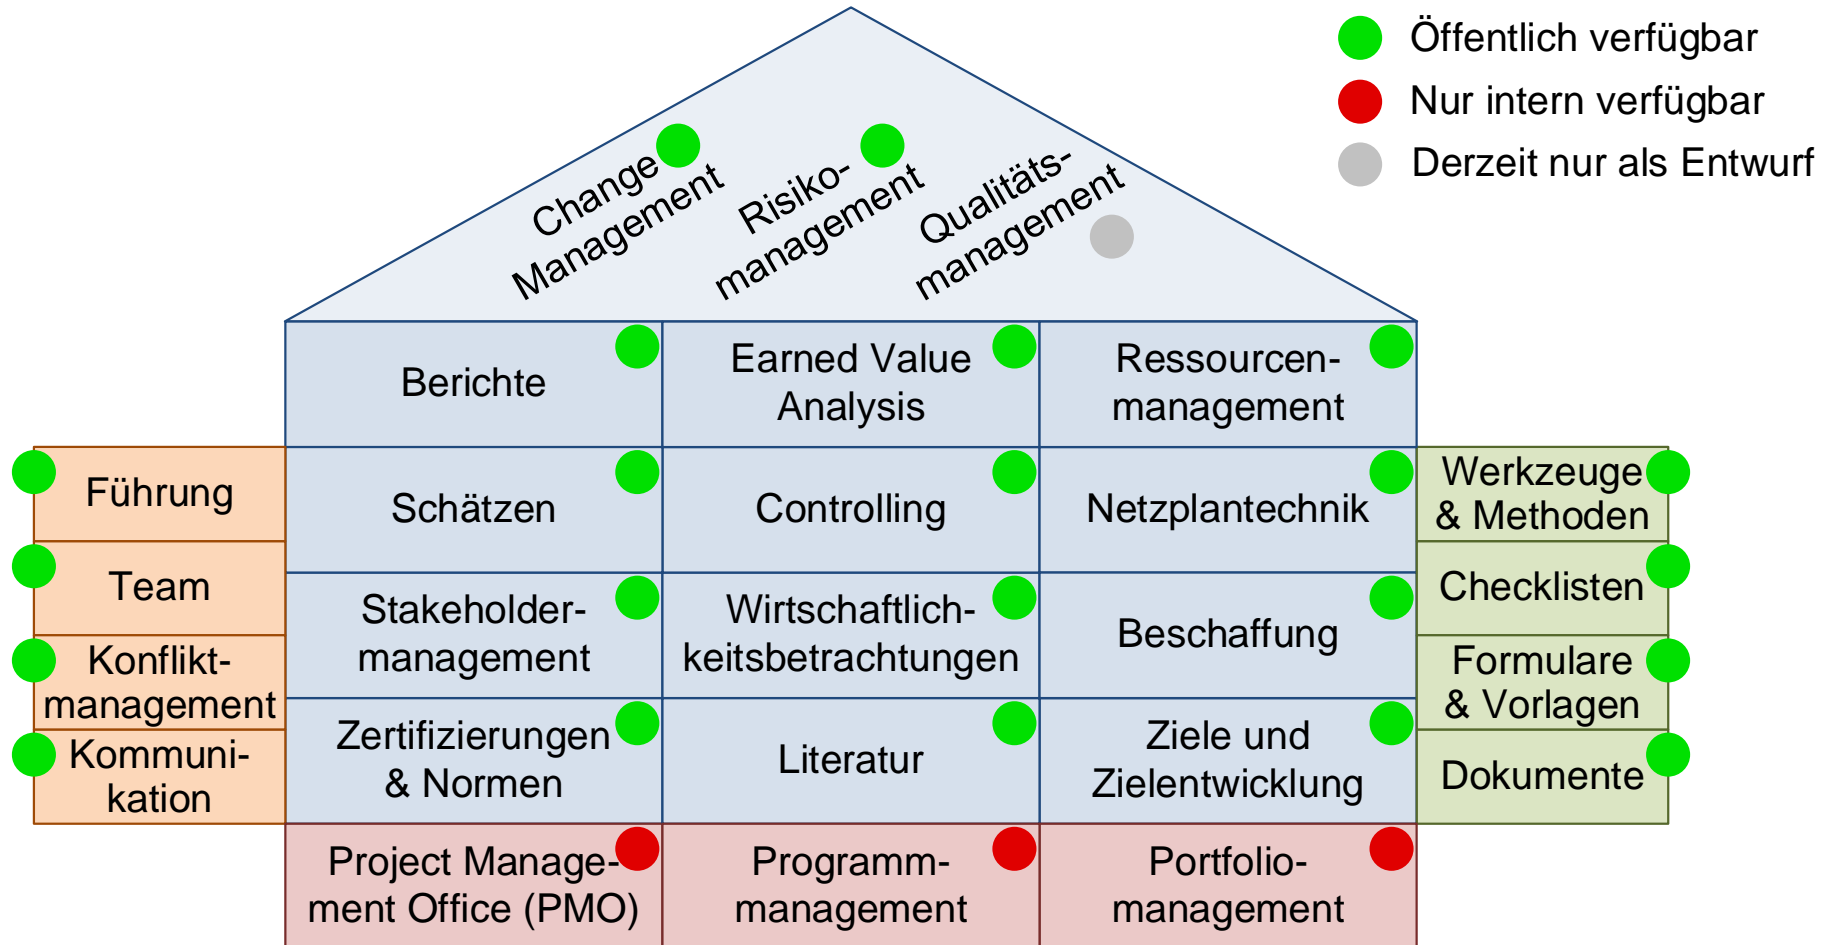 Öffentlich verfügbar
Nur intern verfügbar
Derzeit nur als Entwurf
Change
Management
Risiko-
management
Qualitäts-
management
Berichte
Earned Value
Analysis
Ressourcen-
management
Führung
Team
Konflikt-
management
Kommuni-
kation
Schätzen
Controlling
Netzplantechnik
Stakeholder-
management
Wirtschaftlich-
keitsbetrachtungen
Beschaffung
Zertifizierungen
& Normen
Literatur
Ziele und
Zielentwicklung
Werkzeuge
& Methoden
Checklisten
Formulare
& Vorlagen
Dokumente
Project Manage-
ment Office (PMO)
Programm-
management
Portfolio-
management